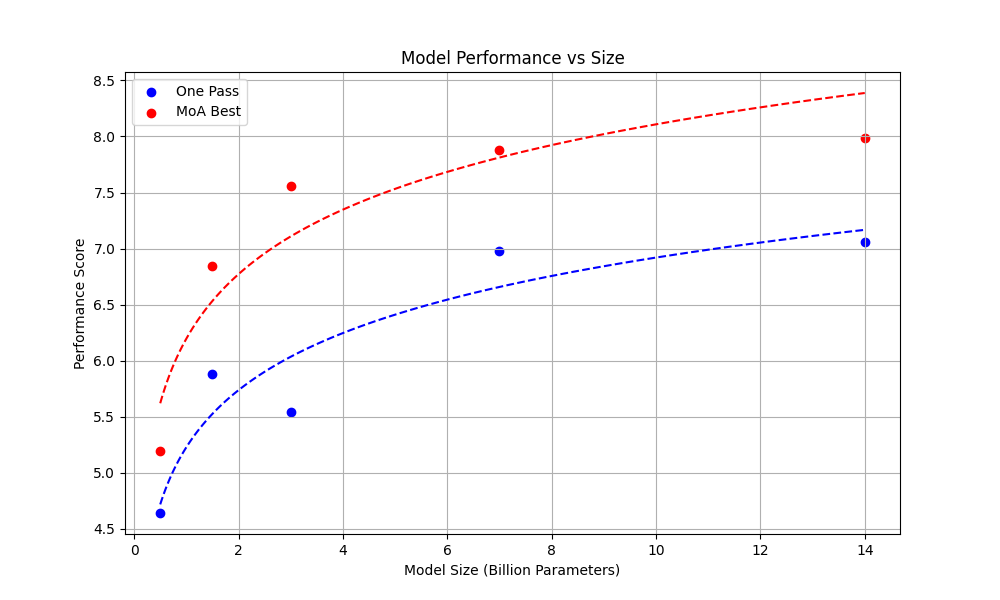 Model Performance vs Size
One Pass
MoA Best
Performance Score
8.5
8.0
7.5
7.0
6.5
6.0
5.5
5.0
4.5
0 2 4 6 8 10 12 14
Model Size (Billion Parameters)